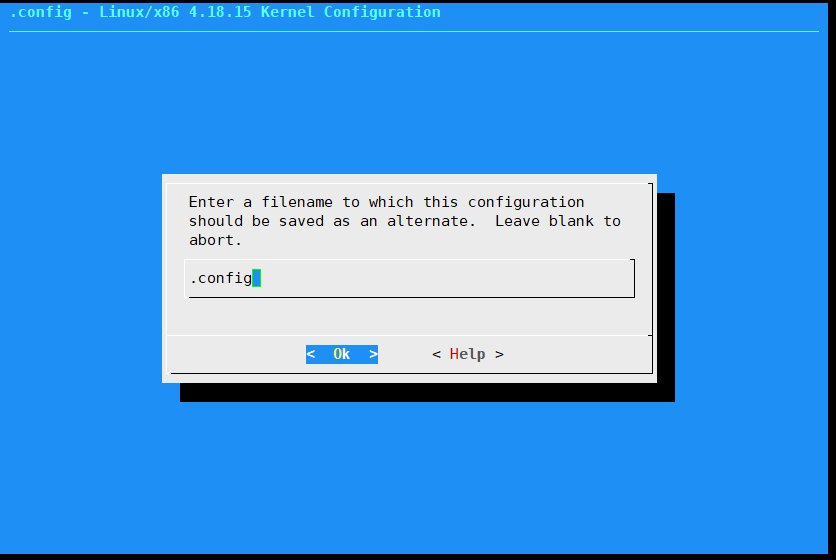 .config - Linux/x86 4.18.15 Kernel Configuration
Enter a filename to which this configuration
should be saved as an alternate.  Leave blank to
abort.
.config
<  Ok  >      < Help >